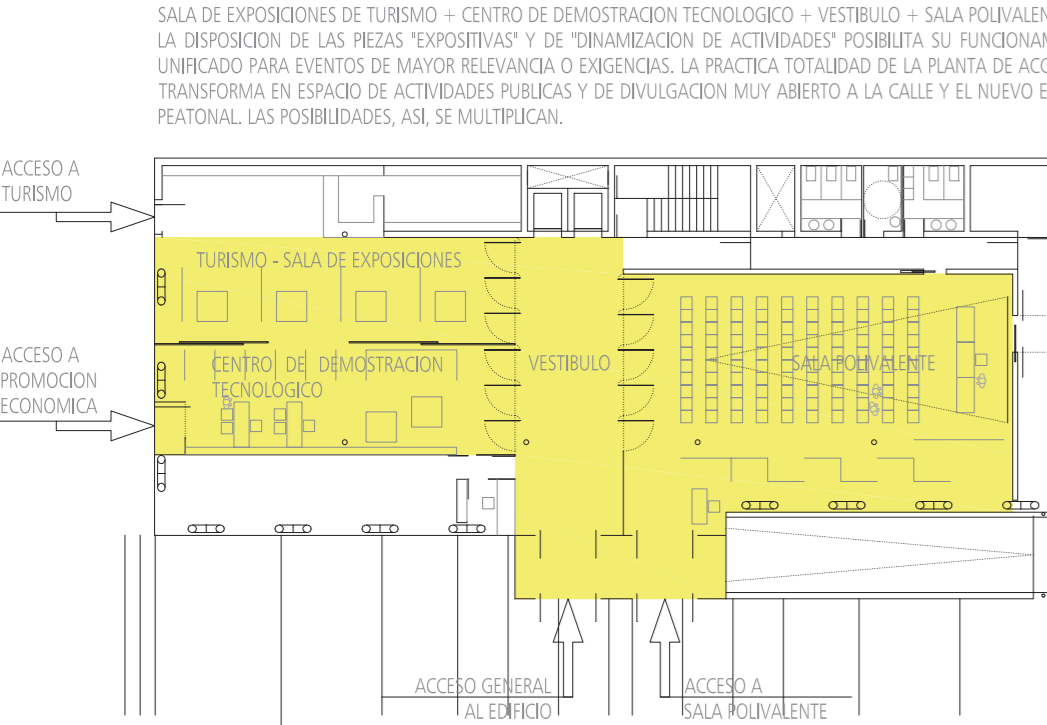 SALA DE EXPOSICIONES DE TURISMO + CENTRO DE DEMOSTRACION TECNOLOGICO + VESTIBULO + SALA POLIVALEN
LA DISPOSICION DE LAS PIEZAS "EXPOSITIVAS" Y DE "DINAMIZACION DE ACTIVIDADES" POSIBILITA SU FUNCIONAM
UNIFICADO PARA EVENTOS DE MAYOR RELEVANCIA O EXIGENCIAS. LA PRACTICA TOTALIDAD DE LA PLANTA DE ACC
TRANSFORMA EN ESPACIO DE ACTIVIDADES PUBLICAS Y DE DIVULGACION MUY ABIERTO A LA CALLE Y EL NUEVO E
PEATONAL. LAS POSIBILIDADES, ASI, SE MULTIPLICAN.
ACCESO A
TURISMO
TURISMO - SALA DE EXPOSICIONES
ACCESO A
PROMOCION
ECONOMICA
CENTRO DE DEMOSTRACION
TECNOLOGICO
VESTIBULO
SALA POLIVALENTE
ACCESO GENERAL
AL EDIFICIO
ACCESO A
SALA POLIVALENTE